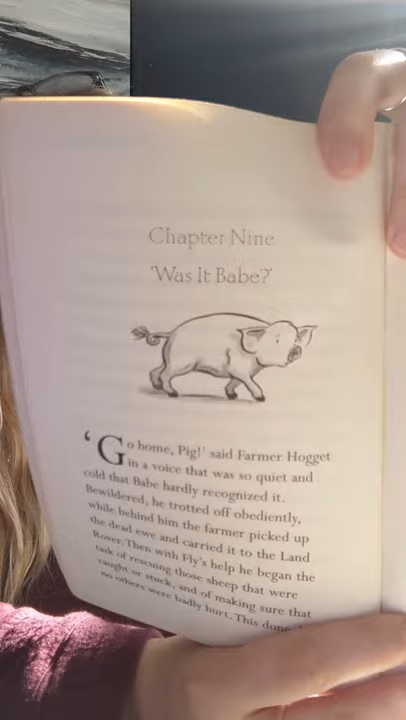 Chapter Nine
'Was It Babe?'
'Go home, Pig!' said Farmer Hogget
in a voice that was so quiet and
cold that Babe hardly recognized it.
Bewildered, he trotted off obediently,
while behind him the farmer picked up
the dead ewe and carried it to the Land
Rover. Then with Fly's help he began the
task of rescuing those sheep that were
caught or stuck, and of making sure that
no others were badly hurt. This done,